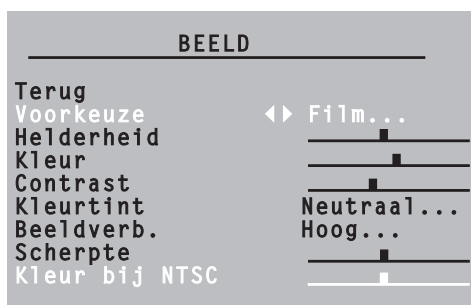 BEELD
Terug
Voorkeuze Film...
Helderheid
Kleur
Contrast
Kleurtint Neutraal...
Beeldverb. Hoog...
Scherpte
Kleur bij NTSC